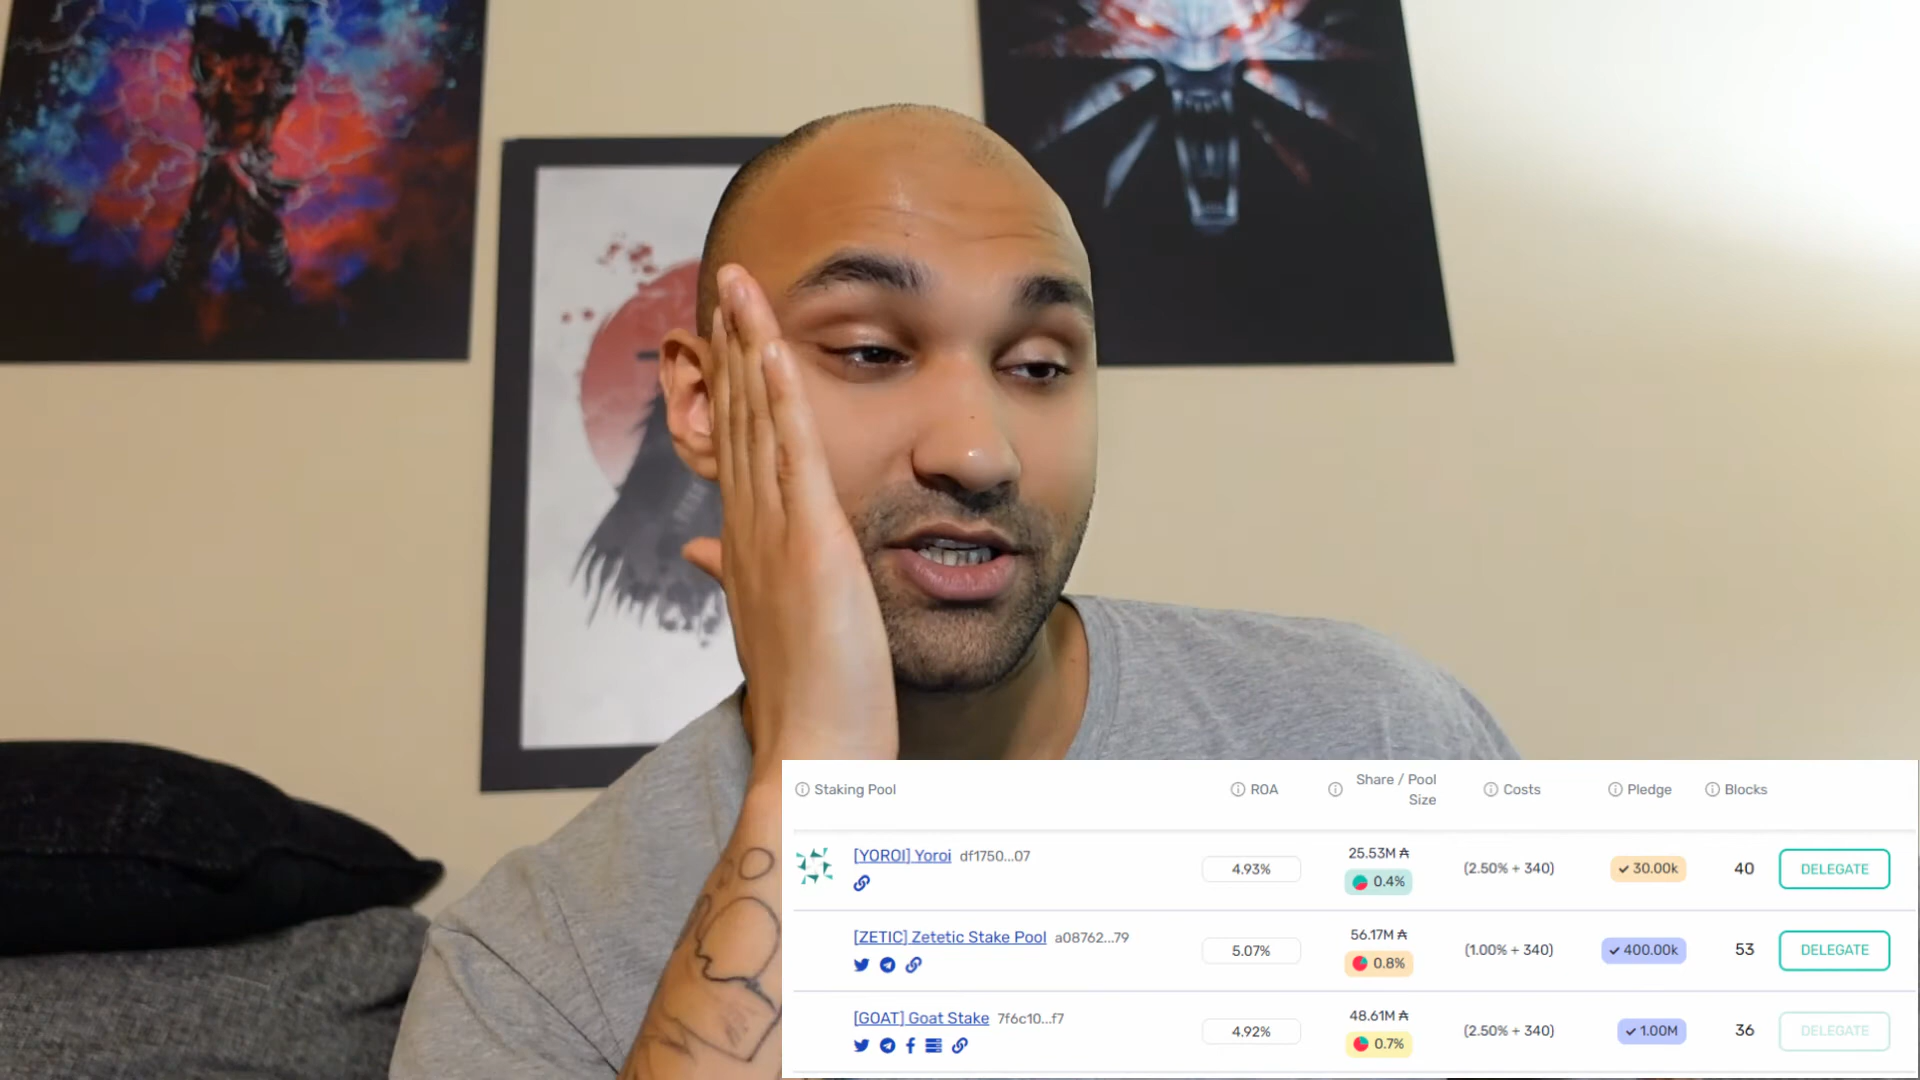 Staking Pool ROA Share / Pool Size Costs Pledge Blocks
[YOROI] Yoroi df1750...07 4.93% 25.53M ₳ 0.4% (2.50% + 340) 30.00k 40 DELEGATE
[ZETIC] Zetetic Stake Pool a08762...79 5.07% 56.17M ₳ 0.8% (1.00% + 340) 400.00k 53 DELEGATE
[GOAT] Goat Stake 7f6c10...f7 4.92% 48.61M ₳ 0.7% (2.50% + 340) 1.00M 36 DELEGATE